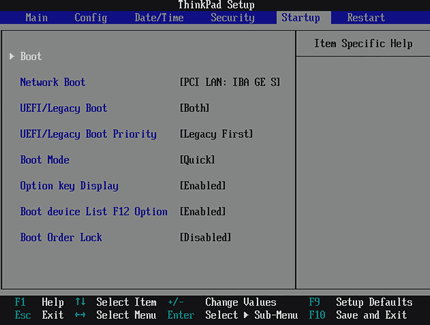 ThinkPad Setup
Main Config Date/Time Security Startup Restart
Item Specific Help
Boot
Network Boot [PCI LAN: IBA GE S]
UEFI/Legacy Boot [Both]
UEFI/Legacy Boot Priority [Legacy First]
Boot Mode [Quick]
Option key Display [Enabled]
Boot device List F12 Option [Enabled]
Boot Order Lock [Disabled]
F1 Help ↑↓ Select Item +/- Change Values F9 Setup Defaults
Esc Exit ↔ Select Menu Enter Select ▶ Sub-Menu F10 Save and Exit